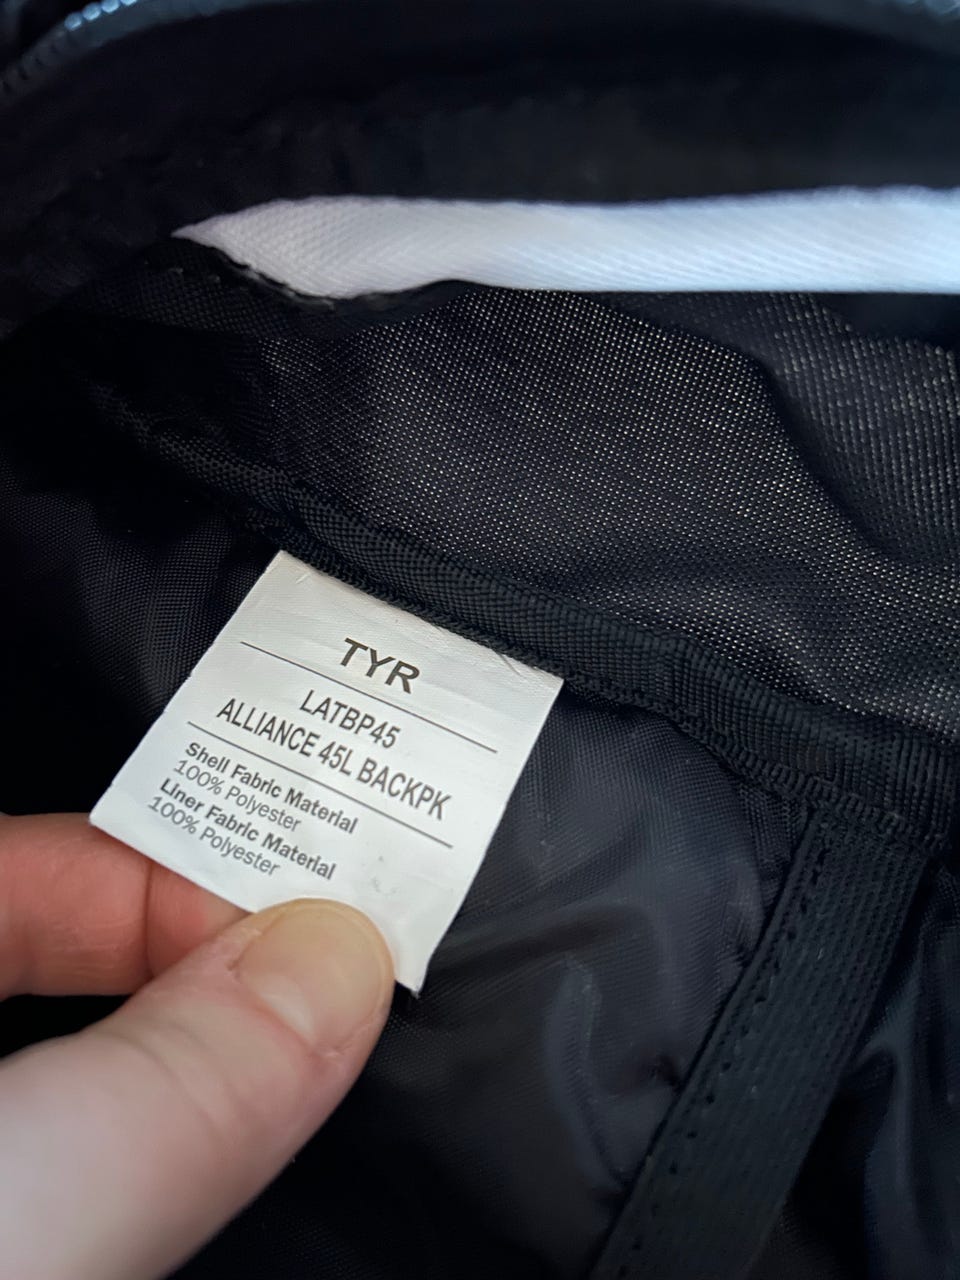 TYR
LATBP45
ALLIANCE 45L BACKPK
Shell Fabric Material
100% Polyester
Liner Fabric Material
100% Polyester